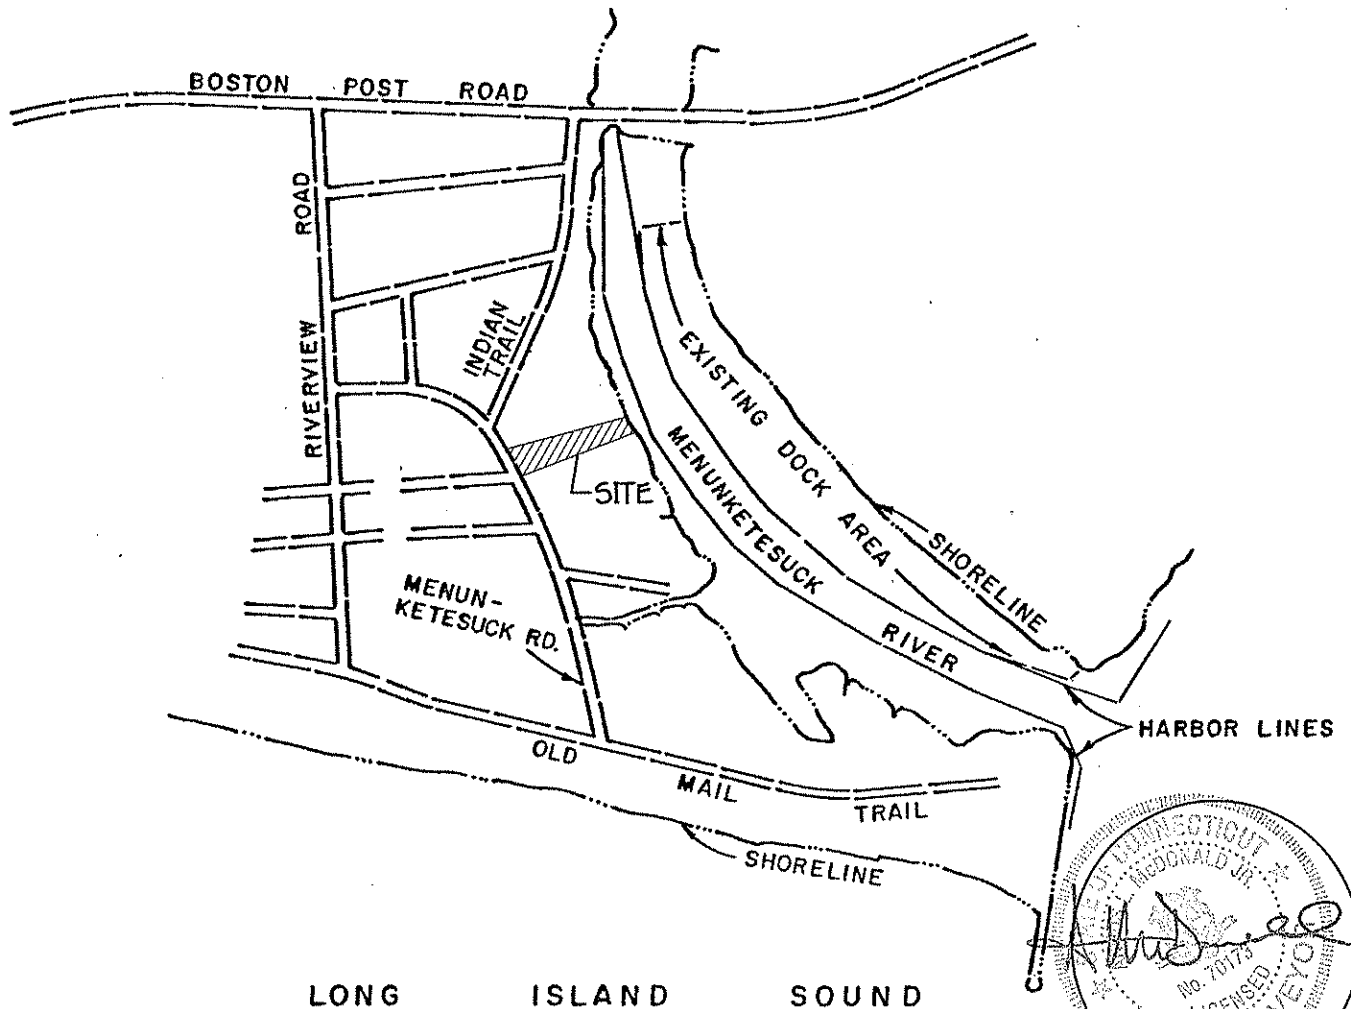 BOSTON POST ROAD
RIVERVIEW ROAD
INDIAN
TRAIL
EXISTING DOCK AREA
MENUNKETESUCK RIVER
SITE
SHORELINE
MENUN-
KETESUCK RD.
HARBOR LINES
OLD MAIL TRAIL
SHORELINE
OF CONNECTICUT
McDONALD JR.
No. 70173
LICENSED
LONG ISLAND SOUND